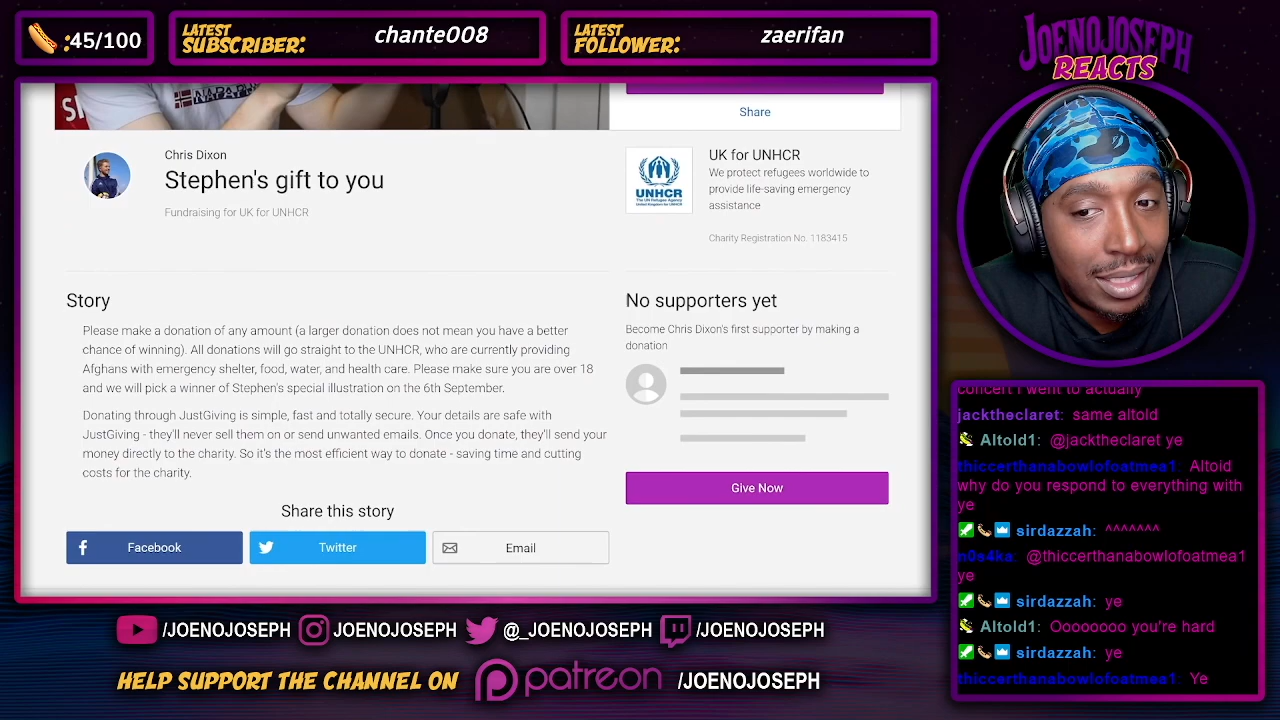 :45/100
LATEST SUBSCRIBER:
chante008
LATEST FOLLOWER:
zaerifan
JOENOJOSEPH
REACTS
Share
Chris Dixon
Stephen's gift to you
Fundraising for UK for UNHCR
UNHCR
The UN Refugee Agency
UK for UNHCR
We protect refugees worldwide to
provide life-saving emergency
assistance
Charity Registration No. 1183415
Story
Please make a donation of any amount (a larger donation does not mean you have a better
chance of winning). All donations will go straight to the UNHCR, who are currently providing
Afghans with emergency shelter, food, water, and health care. Please make sure you are over 18
and we will pick a winner of Stephen's special illustration on the 6th September.
Donating through JustGiving is simple, fast and totally secure. Your details are safe with
JustGiving - they'll never sell them on or send unwanted emails. Once you donate, they'll send your
money directly to the charity. So it's the most efficient way to donate - saving time and cutting
costs for the charity.
Share this story
Facebook
Twitter
Email
No supporters yet
Become Chris Dixon's first supporter by making a
donation
Give Now
concert I went to actually
jacktheclaret: same altold
Altold1: @jacktheclaret ye
thiccerthanabowlofoatmea1: Altoid
why do you respond to everything with
ye
sirdazzah: ^^^^^^^
n0s4ka: @thiccerthanabowlofoatmea1
ye
sirdazzah: ye
Altold1: Oooooooo you're hard
sirdazzah: ye
thiccerthanabowlofoatmea1: Ye
/JOENOJOSEPH
JOENOJOSEPH
@_JOENOJOSEPH
/JOENOJOSEPH
HELP SUPPORT THE CHANNEL ON
patreon
/JOENOJOSEPH